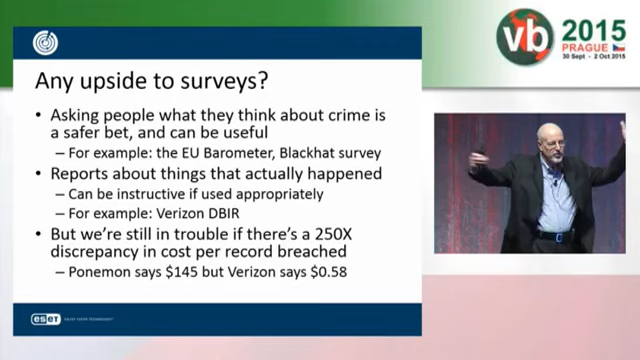 Any upside to surveys?
• Asking people what they think about crime is
a safer bet, and can be useful
– For example: the EU Barometer, Blackhat survey
• Reports about things that actually happened
– Can be instructive if used appropriately
– For example: Verizon DBIR
• But we're still in trouble if there's a 250X
discrepancy in cost per record breached
– Ponemon says $145 but Verizon says $0.58
eset ENJOY SAFER TECHNOLOGY™
vb
2015
PRAGUE
30 Sept - 2 Oct 2015